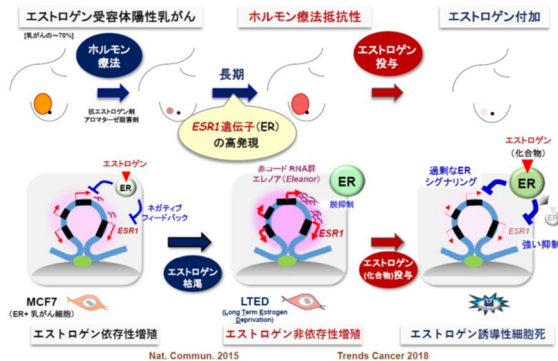 エストロゲン受容体陽性乳がん
ホルモン療法抵抗性
エストロゲン付加
[乳がんの～70%]
ホルモン
療法
抗エストロゲン剤
アロマターゼ阻害剤
長期
ESR1遺伝子(ER)
の高発現
エストロゲン
投与
エストロゲン
ER
ネガティブ
フィードバック
ESR1
非コードRNA群
エレノア(Eleanor)
ER
脱抑制
ESR1
エストロゲン
(化合物)
過剰なER
シグナリング
ER
ER
ESR1
強い抑制
エストロゲン
枯渇
エストロゲン
(化合物)投与
MCF7
(ER+ 乳がん細胞)
LTED
(Long Term Estrogen
Deprivation)
エストロゲン依存性増殖
エストロゲン非依存性増殖
エストロゲン誘導性細胞死
Nat. Commun. 2015
Trends Cancer 2018